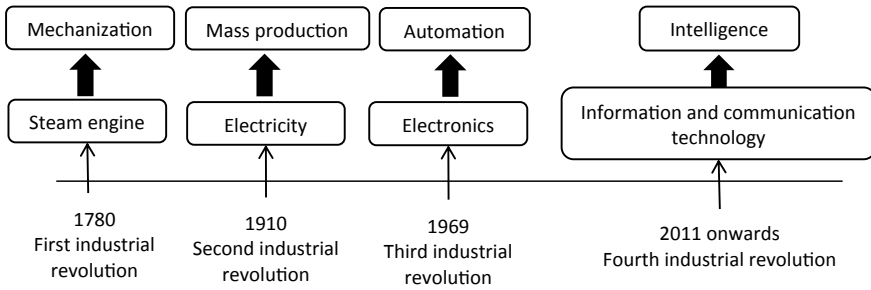 Mechanization
Mass production
Automation
Intelligence
Steam engine
Electricity
Electronics
Information and communication
technology
1780
First industrial
revolution
1910
Second industrial
revolution
1969
Third industrial
revolution
2011 onwards
Fourth industrial revolution